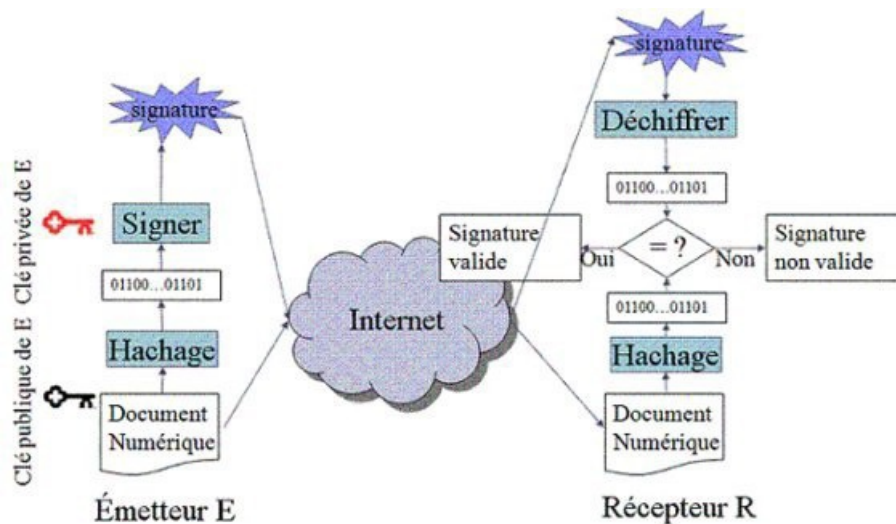 signature
Signer
01100...01101
Hachage
Document
Numérique
Clé publique de E Clé privée de E
Émetteur E
Internet
signature
Déchiffrer
01100...01101
= ?
Oui
Non
Signature
valide
Signature
non valide
01100...01101
Hachage
Document
Numérique
Récepteur R